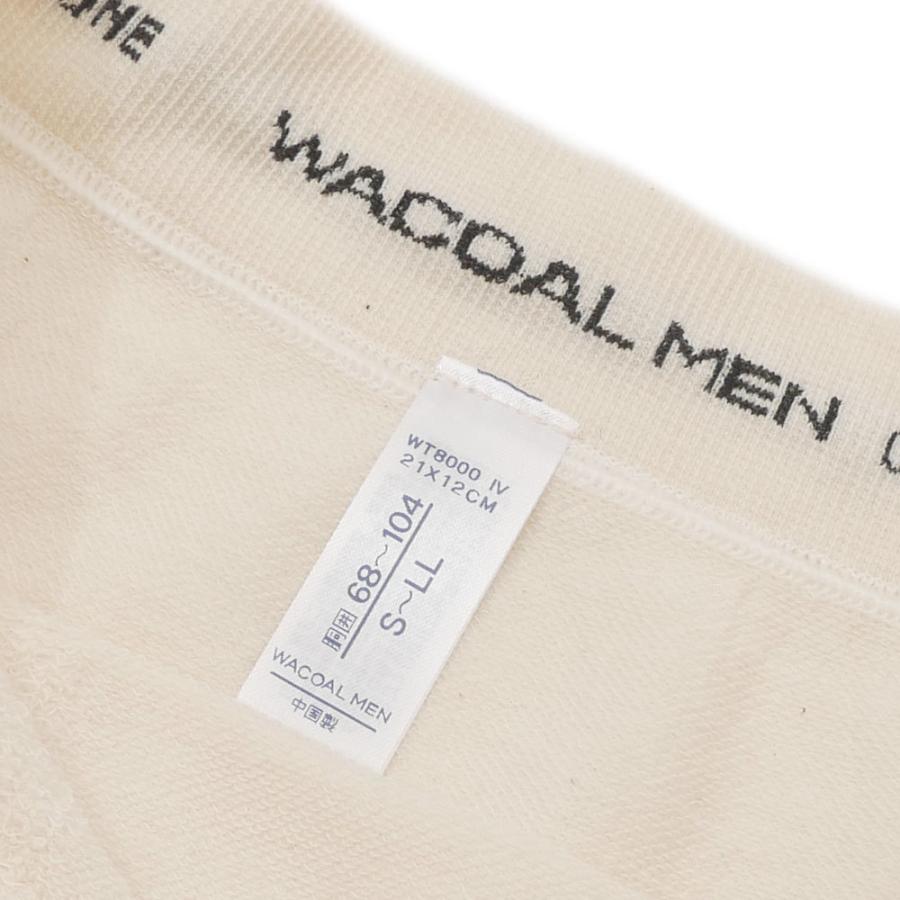 WACOAL MEN
WT8000 IV
21X12CM
胴囲 68〜104
S〜LL
WACOAL MEN
中国製